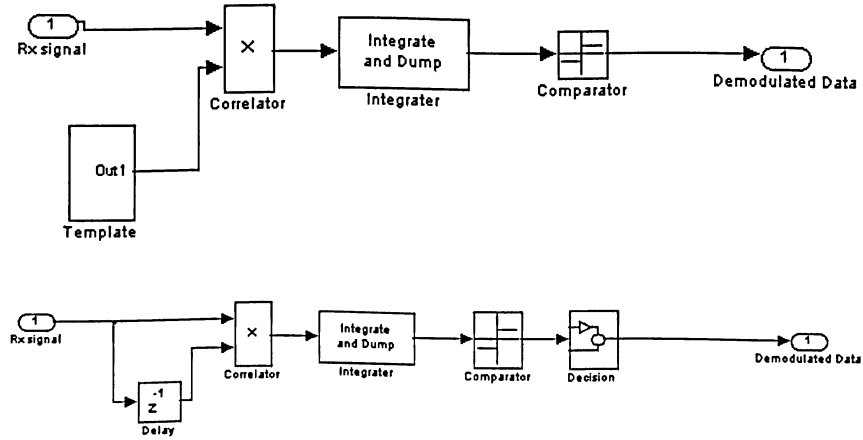 1
Rx signal
×
Correlator
Integrate
and Dump
Integrater
Comparator
1
Demodulated Data
Out1
Template
1
Rx signal
×
Correlator
Integrate
and Dump
Integrater
Comparator
Decision
1
Demodulated Data
z-1
Delay